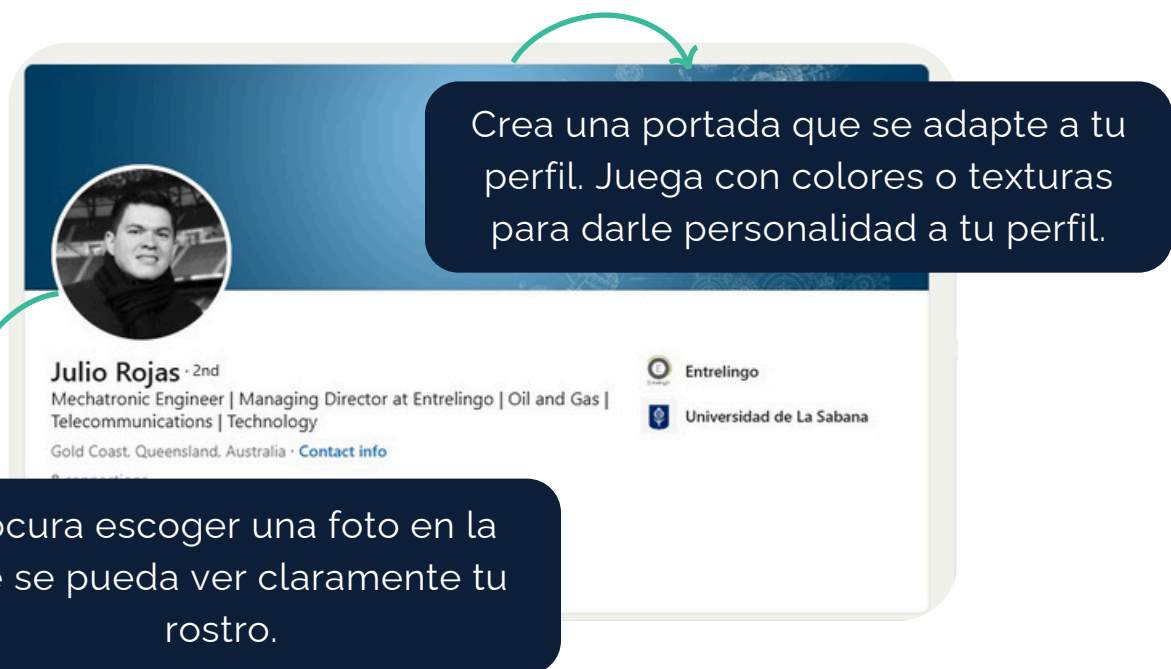 Crea una portada que se adapte a tu
perfil. Juega con colores o texturas
para darle personalidad a tu perfil.
Julio Rojas · 2nd
Mechatronic Engineer | Managing Director at Entrelingo | Oil and Gas |
Telecommunications | Technology
Gold Coast, Queensland, Australia · Contact info
Entrelingo
Universidad de La Sabana
escoger una foto en la
se pueda ver claramente tu
rostro.